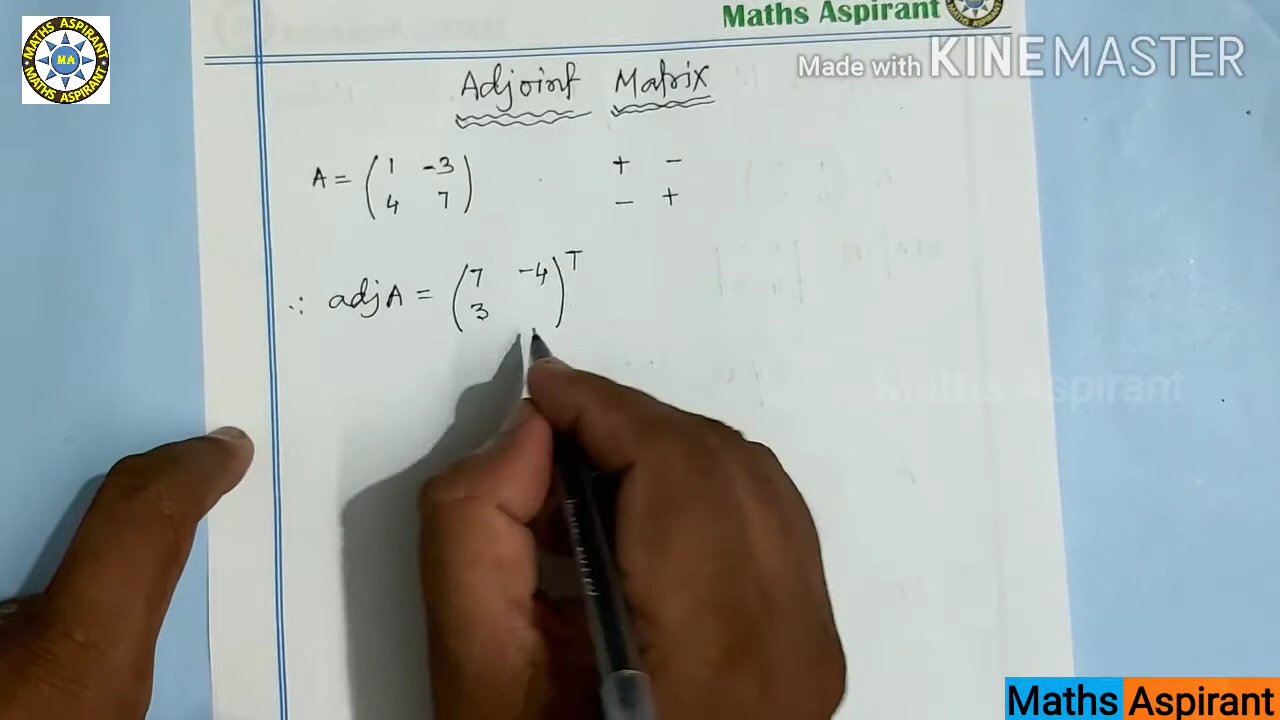 Maths Aspirant
MATHS ASPIRANT
MA
MATHS ASPIRANT
Made with KINEMASTER
Adjoint Matrix
A = ( 1 -3 ) + -
( 4 7 ) - +
∴ adj A = ( 7 -4 )ᵀ
( 3 )
Maths Aspirant
Maths Aspirant